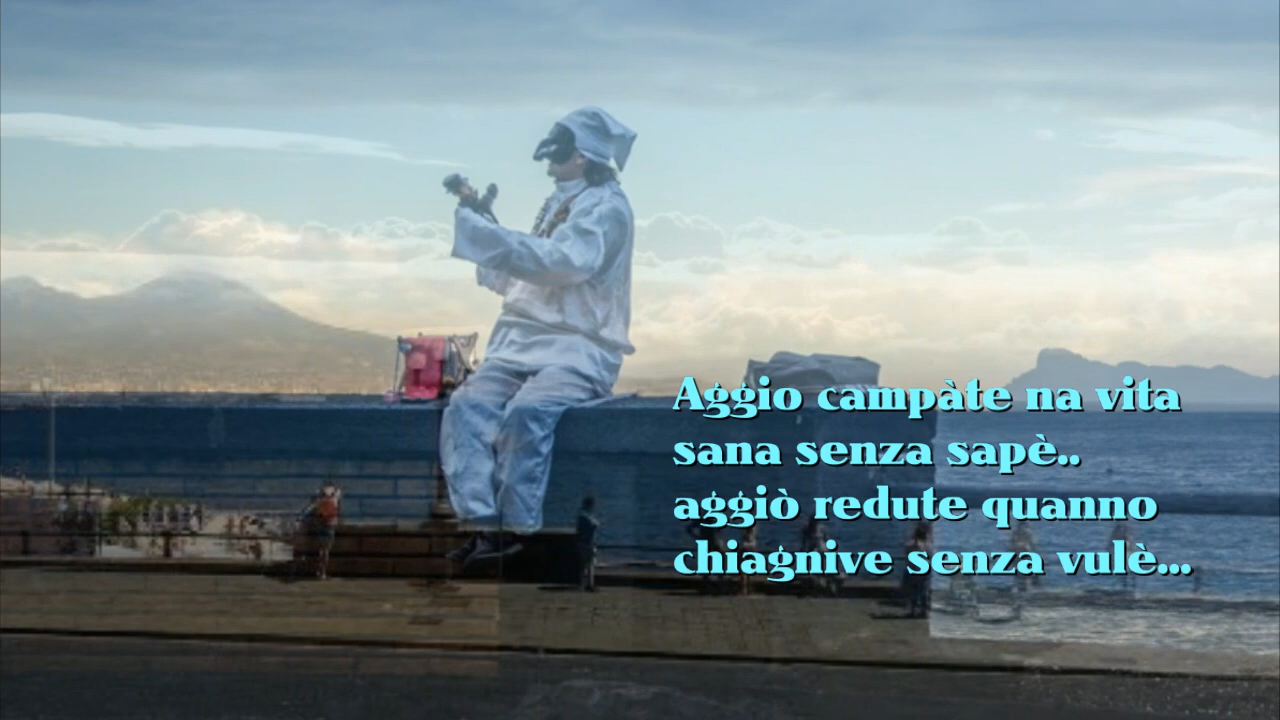 Aggio campàte na vita
sana senza sapè..
aggiò redute quanno
chiagnive senza vulè...